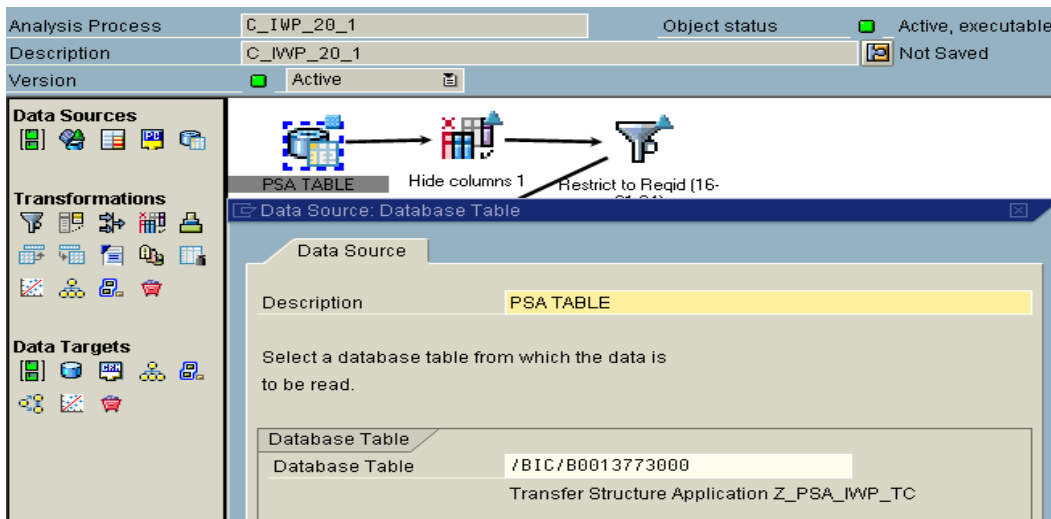 Analysis Process C_IWP_20_1 Object status Active, executable
Description C_IWP_20_1 Not Saved
Version Active
Data Sources
PSA TABLE Hide columns 1 Restrict to Reqid (16-
Transformations
Data Source: Database Table
Data Source
Description PSA TABLE
Data Targets
Select a database table from which the data is
to be read.
Database Table
Database Table /BIC/B0013773000
Transfer Structure Application Z_PSA_IWP_TC